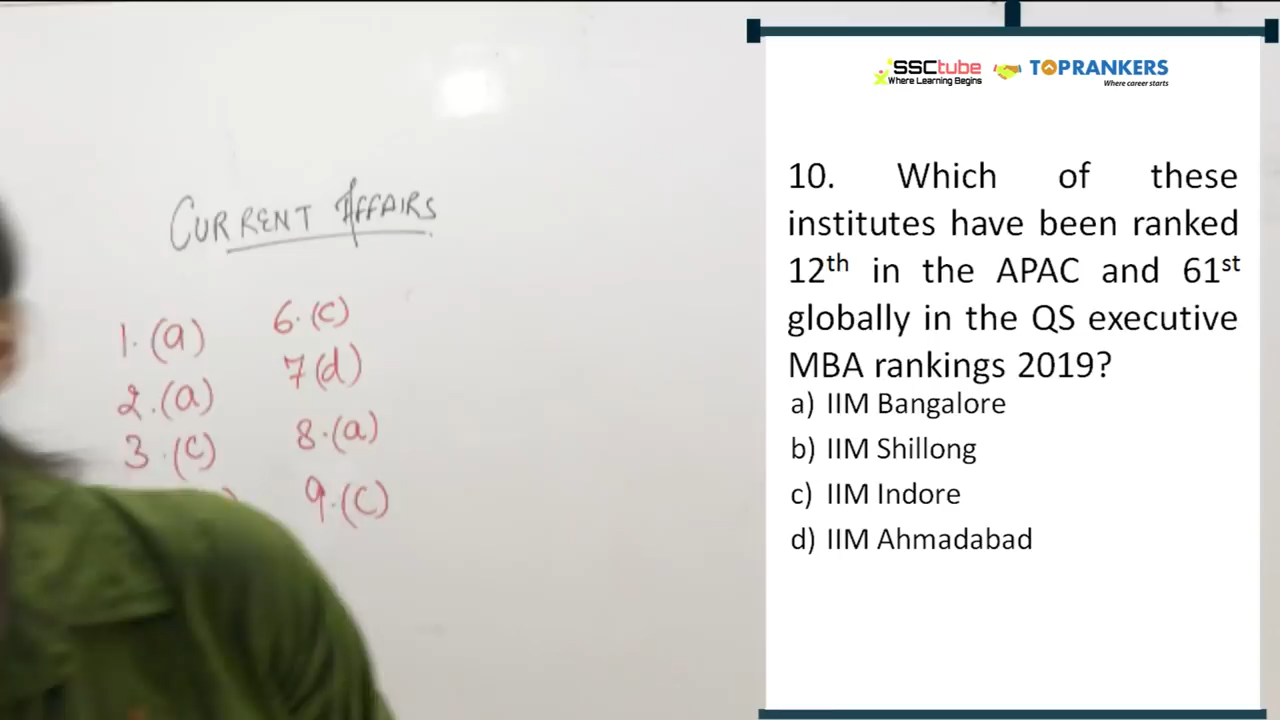 CURRENT AFFAIRS
1. (a)
2. (a)
3. (c)
6. (c)
7 (d)
8. (a)
9. (c)
SSCtube
Where Learning Begins
TOPRANKERS
Where career starts
10. Which of these
institutes have been ranked
12th in the APAC and 61st
globally in the QS executive
MBA rankings 2019?
a) IIM Bangalore
b) IIM Shillong
c) IIM Indore
d) IIM Ahmadabad